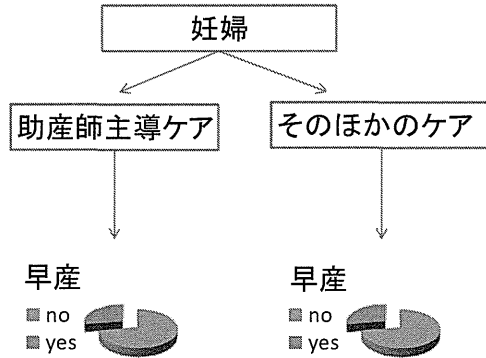 妊婦
助産師主導ケア
そのほかのケア
早産
no
yes
早産
no
yes